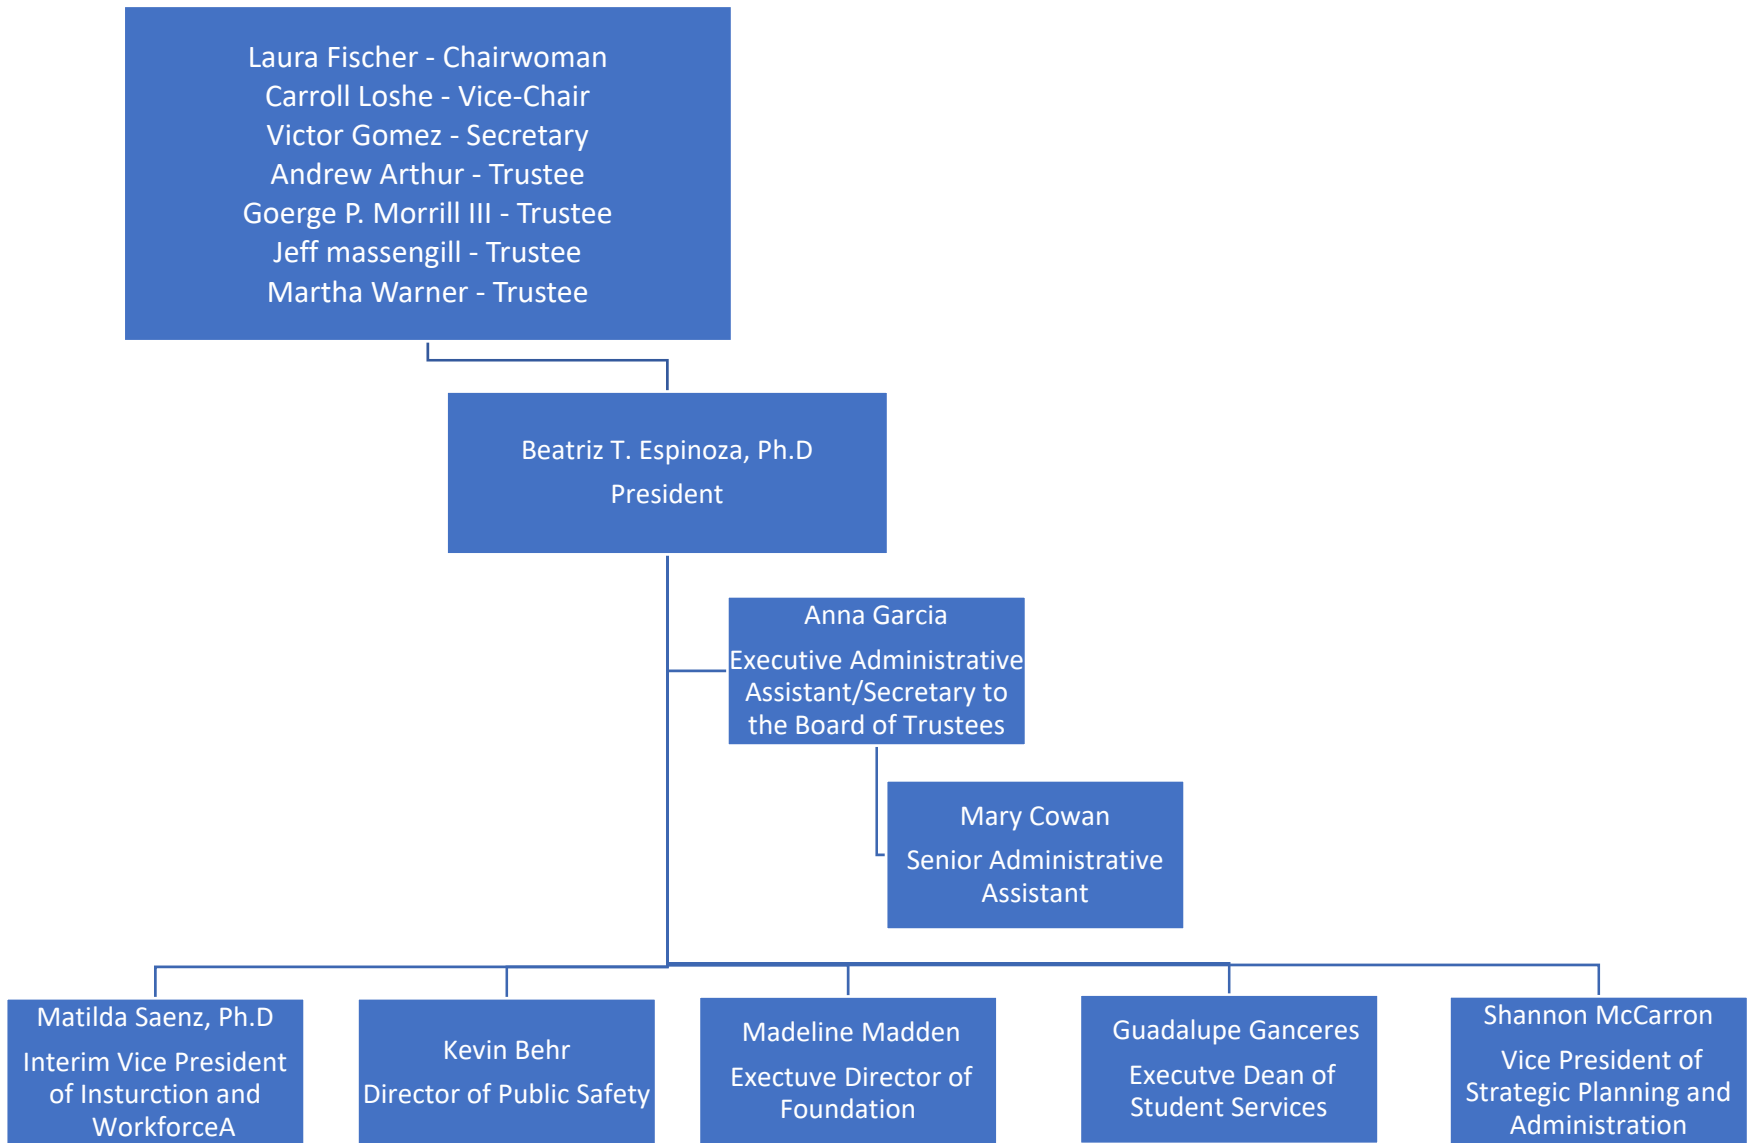 Laura Fischer - Chairwoman
Carroll Loshe - Vice-Chair
Victor Gomez - Secretary
Andrew Arthur - Trustee
Goerge P. Morrill III - Trustee
Jeff massengill - Trustee
Martha Warner - Trustee
Beatriz T. Espinoza, Ph.D
President
Anna Garcia
Executive Administrative
Assistant/Secretary to
the Board of Trustees
Mary Cowan
Senior Administrative
Assistant
Matilda Saenz, Ph.D
Interim Vice President
of Insturction and
WorkforceA
Kevin Behr
Director of Public Safety
Madeline Madden
Exectuve Director of
Foundation
Guadalupe Ganceres
Executve Dean of
Student Services
Shannon McCarron
Vice President of
Strategic Planning and
Administration